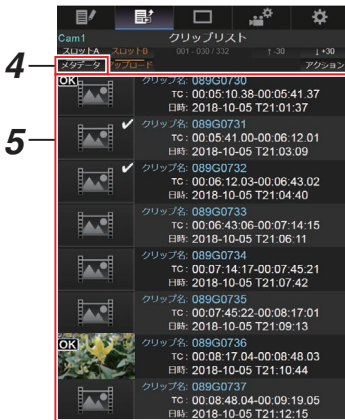 Cam1 クリップリスト
スロットA スロットB 001 - 030 / 332 ↑ -30 ↓ +30
4 メタデータ アップロード アクション
5
OK クリップ名: 089G0730
TC : 00:05:10.38-00:05:41.37
日時: 2018-10-05 T21:01:37
クリップ名: 089G0731
TC : 00:05:41.00-00:06:12.01
日時: 2018-10-05 T21:03:09
クリップ名: 089G0732
TC : 00:06:12.03-00:06:43.02
日時: 2018-10-05 T21:04:40
クリップ名: 089G0733
TC : 00:06:43:06-00:07:14:15
日時: 2018-10-05 T21:06:11
クリップ名: 089G0734
TC : 00:07:14:17-00:07:45:21
日時: 2018-10-05 T21:07:42
クリップ名: 089G0735
TC : 00:07:45:22-00:08:17:01
日時: 2018-10-05 T21:09:13
OK クリップ名: 089G0736
TC : 00:08:17.04-00:08:48.03
日時: 2018-10-05 T21:10:44
クリップ名: 089G0737
TC : 00:08:48.04-00:09:19.05
日時: 2018-10-05 T21:12:15